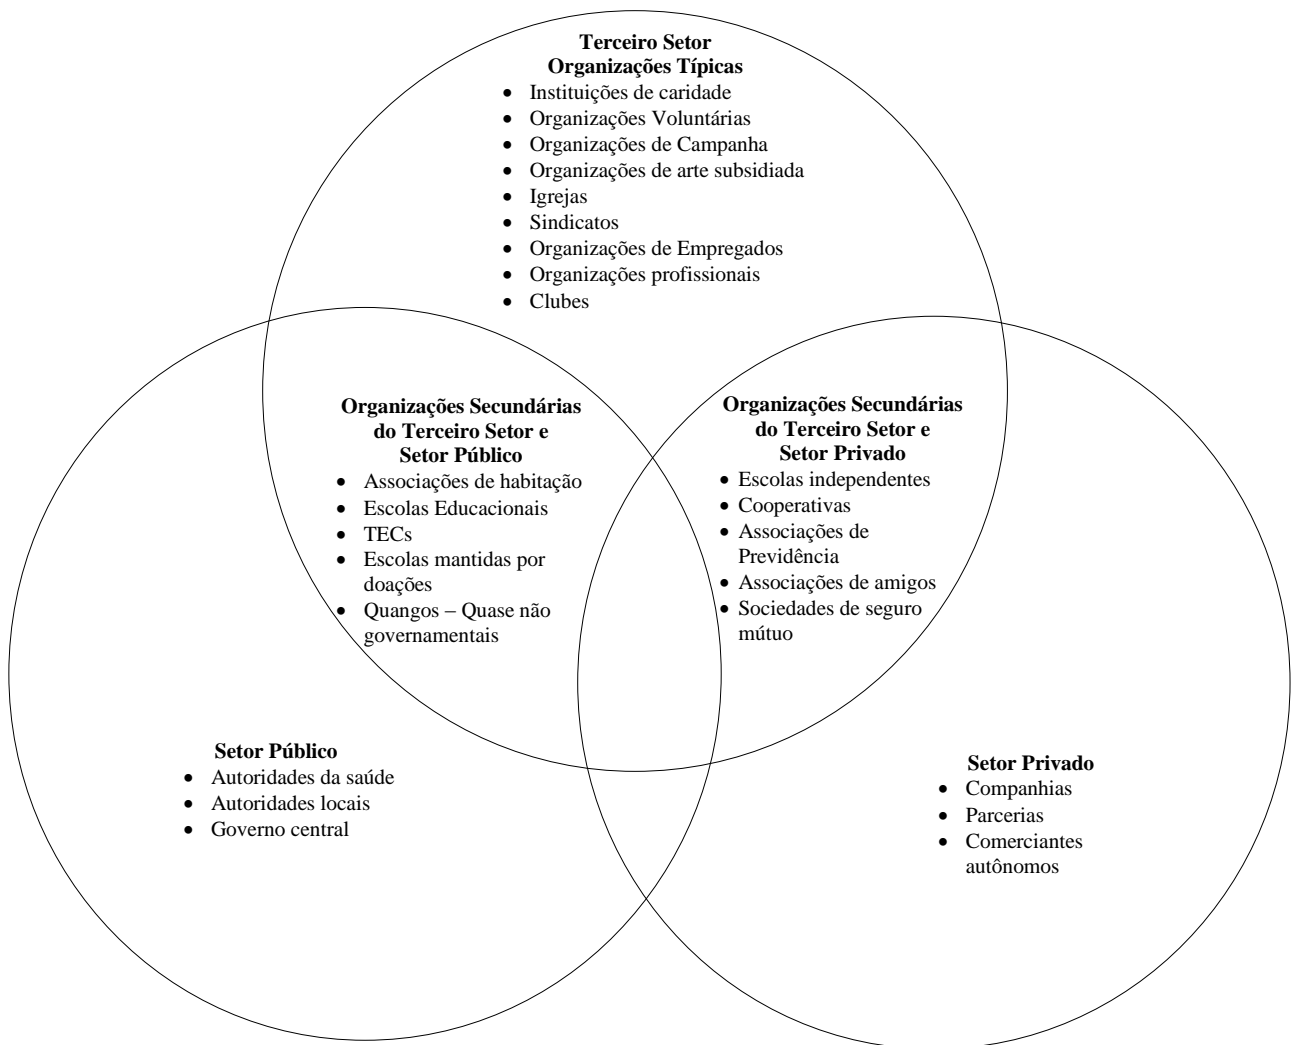 Terceiro Setor
Organizações Típicas
• Instituições de caridade
• Organizações Voluntárias
• Organizações de Campanha
• Organizações de arte subsidiada
• Igrejas
• Sindicatos
• Organizações de Empregados
• Organizações profissionais
• Clubes
Organizações Secundárias
do Terceiro Setor e
Setor Público
• Associações de habitação
• Escolas Educacionais
• TECs
• Escolas mantidas por
doações
• Quangos – Quase não
governamentais
Organizações Secundárias
do Terceiro Setor e
Setor Privado
• Escolas independentes
• Cooperativas
• Associações de
Previdência
• Associações de amigos
• Sociedades de seguro
mútuo
Setor Público
• Autoridades da saúde
• Autoridades locais
• Governo central
Setor Privado
• Companhias
• Parcerias
• Comerciantes
autônomos